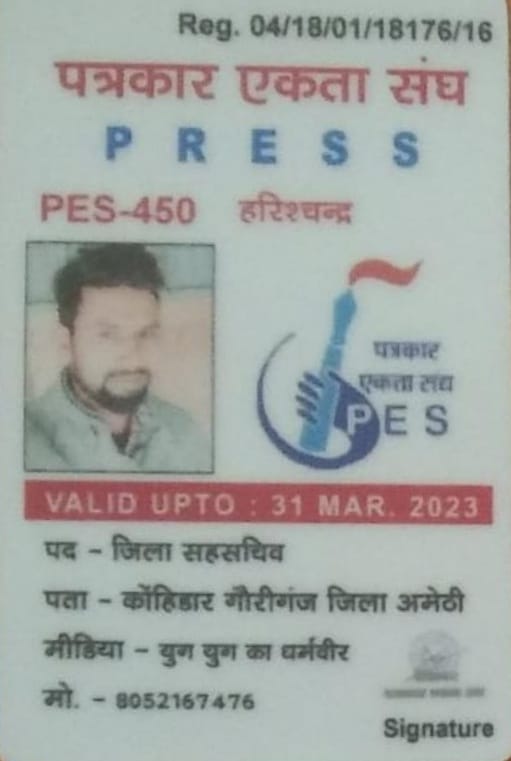 Reg. 04/18/01/18176/16
पत्रकार एकता संघ
PRESS
PES-450 हरिश्चन्द्र
पत्रकार
एकता संघ
PES
VALID UPTO : 31 MAR. 2023
पद – जिला सहसचिव
पता – कोंहिडार गौरीगंज जिला अमेठी
मीडिया – युग युग का धर्मवीर
मो. – 8052167476
Signature